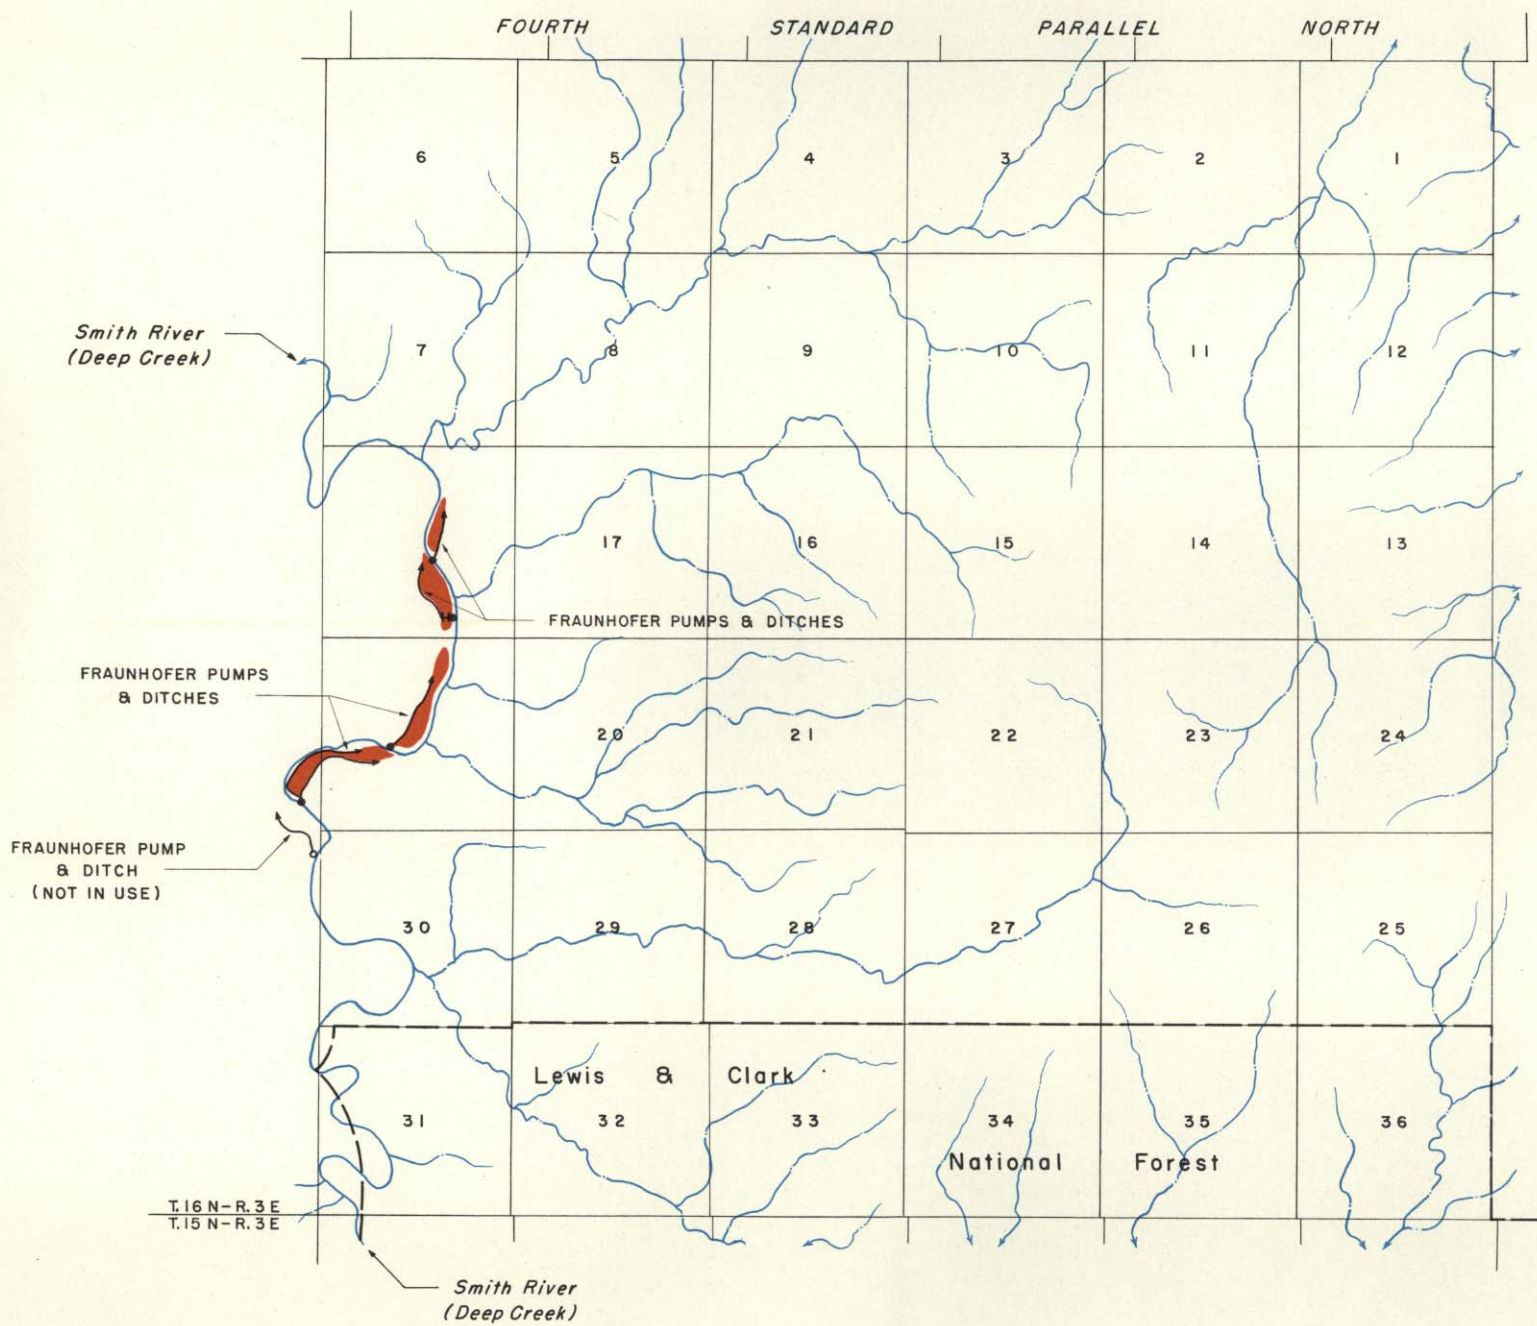 FOURTH STANDARD PARALLEL NORTH
6 5 4 3 2 1
Smith River
(Deep Creek)
7 8 9 10 11 12
17 16 15 14 13
FRAUNHOFER PUMPS & DITCHES
FRAUNHOFER PUMPS
& DITCHES
20 21 22 23 24
FRAUNHOFER PUMP
& DITCH
(NOT IN USE)
30 29 28 27 26 25
Lewis & Clark
31 32 33 34 35 36
National Forest
T.16 N-R.3 E
T.15 N-R.3 E
Smith River
(Deep Creek)